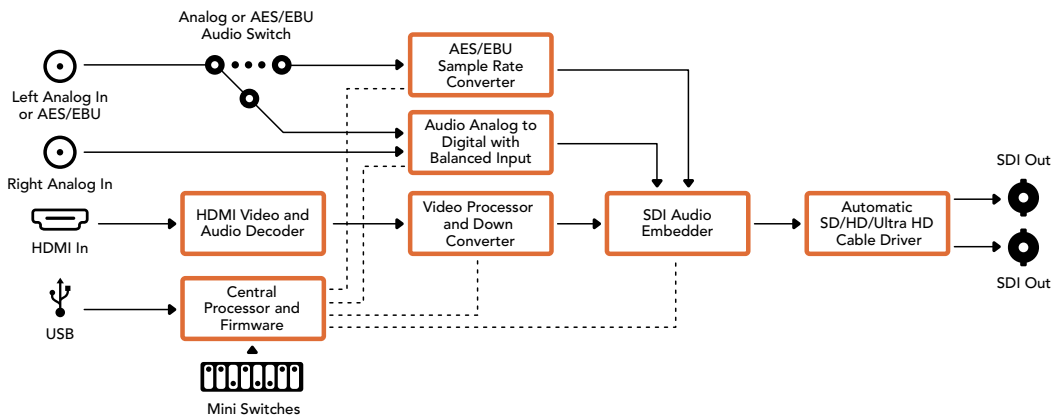 Analog or AES/EBU
Audio Switch
Left Analog In
or AES/EBU
AES/EBU
Sample Rate
Converter
Right Analog In
Audio Analog to
Digital with
Balanced Input
HDMI In
HDMI Video and
Audio Decoder
Video Processor
and Down
Converter
SDI Audio
Embedder
Automatic
SD/HD/Ultra HD
Cable Driver
SDI Out
SDI Out
USB
Central
Processor and
Firmware
Mini Switches